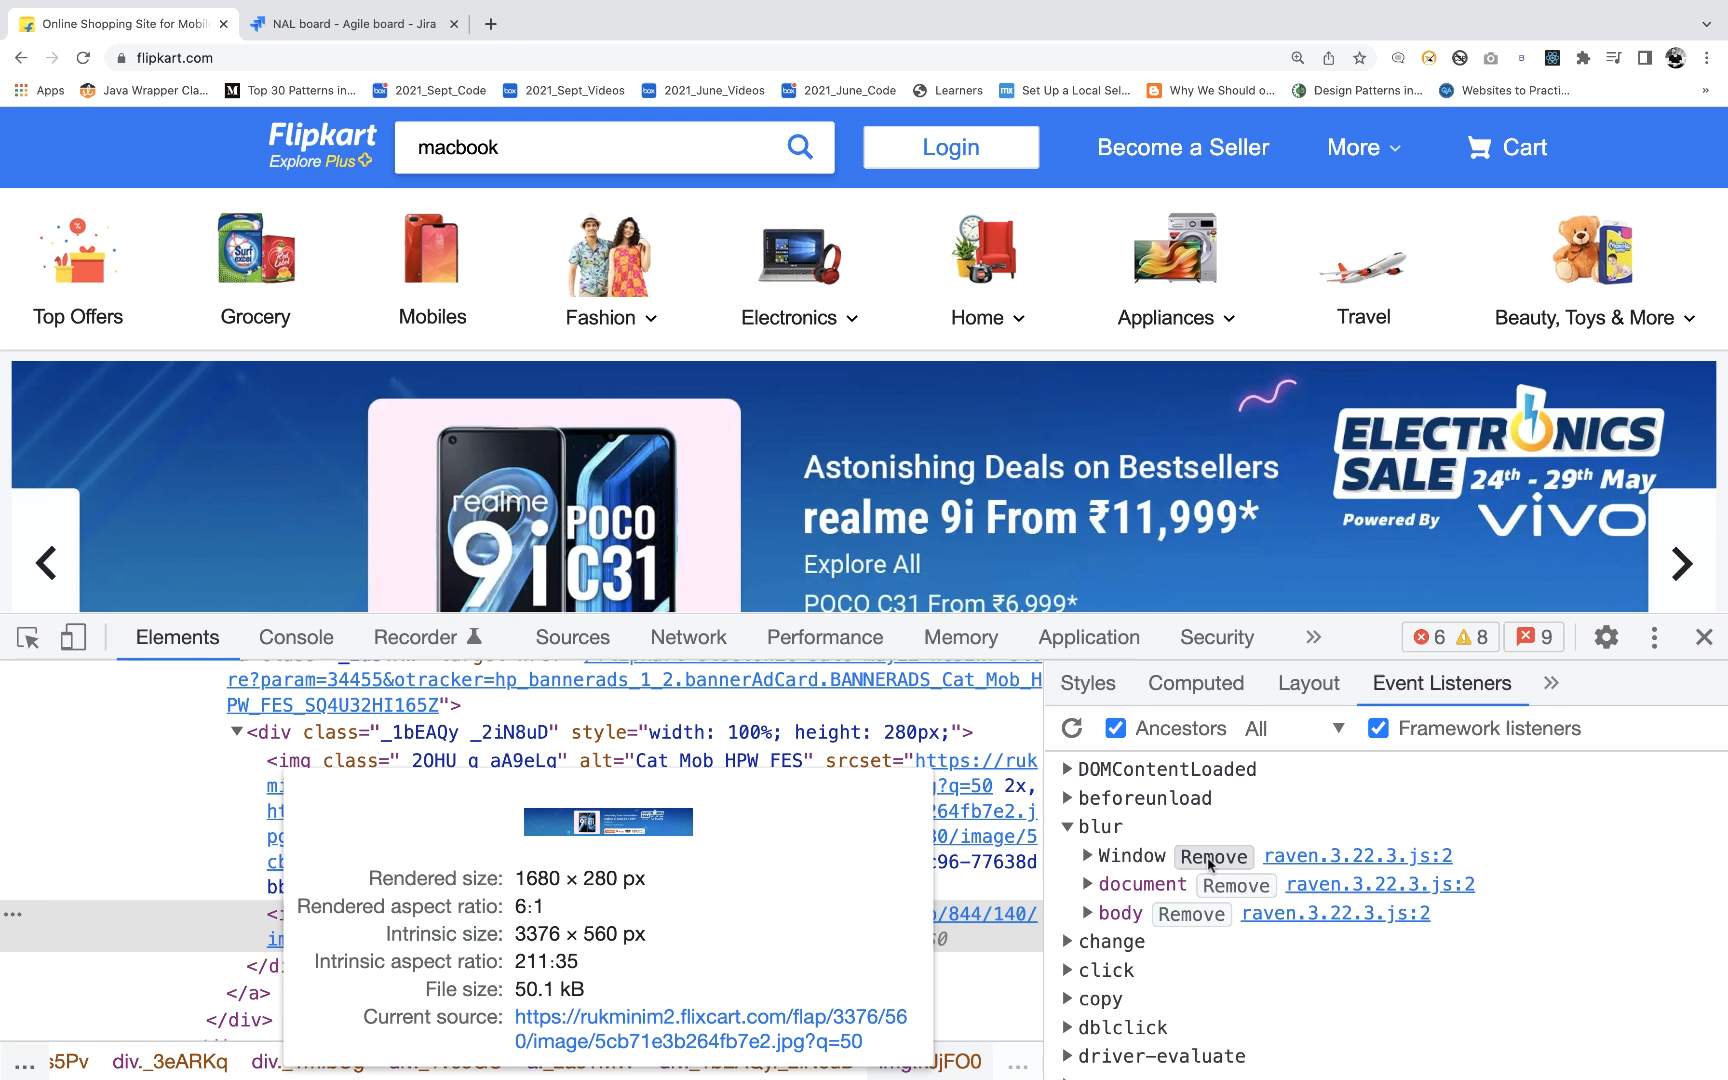 Online Shopping Site for Mobil
NAL board - Agile board - Jira
flipkart.com
Apps
Java Wrapper Cla...
Top 30 Patterns in...
2021_Sept_Code
2021_Sept_Videos
2021_June_Videos
2021_June_Code
Learners
Set Up a Local Sel...
Why We Should o...
Design Patterns in...
Websites to Practi...
»
Flipkart
Explore Plus
macbook
Login
Become a Seller
More
Cart
Top Offers
Grocery
Mobiles
Fashion
Electronics
Home
Appliances
Travel
Beauty, Toys & More
realme
9i
POCO
C31
Astonishing Deals on Bestsellers
realme 9i From ₹11,999*
Explore All
POCO C31 From ₹6,999*
ELECTRONICS
SALE 24th - 29th May
Powered By vivo
Elements
Console
Recorder
Sources
Network
Performance
Memory
Application
Security
»
6
8
9
re?param=34455&otracker=hp_bannerads_1_2.bannerAdCard.BANNERADS_Cat_Mob_H
PW_FES_SQ4U32HI165Z">
<div class="_1bEAQy _2iN8uD" style="width: 100%; height: 280px;">
<img class="_2OHU_q aA9eLq" alt="Cat_Mob_HPW_FES" srcset="https://ruk
mi
j?q=50 2x,
ht
264fb7e2.j
pg
30/image/5
cb
c96-77638d
bb
<i
o/844/140/
im
</di
</a>
</div>
Rendered size: 1680 × 280 px
Rendered aspect ratio: 6:1
Intrinsic size: 3376 × 560 px
Intrinsic aspect ratio: 211:35
File size: 50.1 kB
Current source: https://rukminim2.flixcart.com/flap/3376/56
0/image/5cb71e3b264fb7e2.jpg?q=50
...
s5Pv
div._3eARKq
div.
jFO0
...
Styles
Computed
Layout
Event Listeners
»
Ancestors
All
Framework listeners
DOMContentLoaded
beforeunload
blur
Window Remove raven.3.22.3.js:2
document Remove raven.3.22.3.js:2
body Remove raven.3.22.3.js:2
change
click
copy
dblclick
driver-evaluate